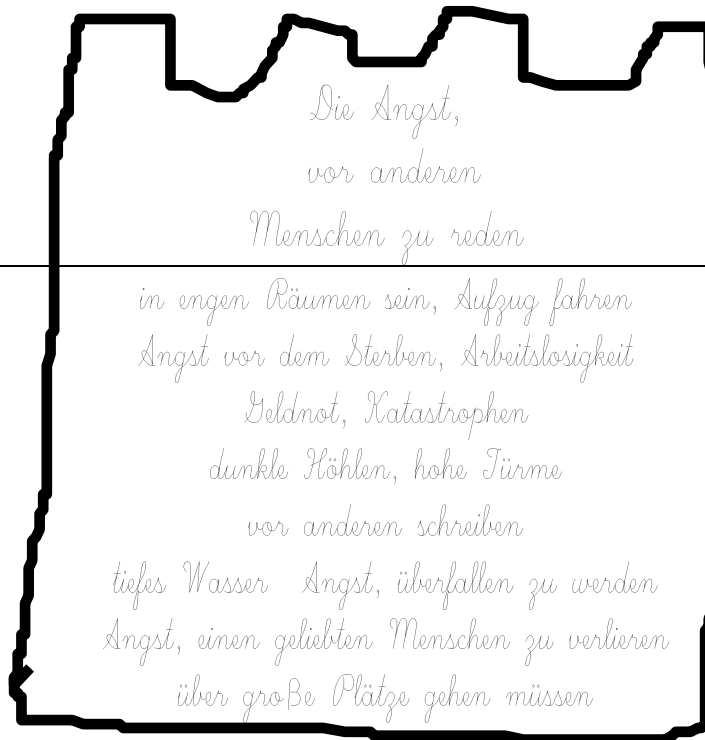 Die Angst,
vor anderen
Menschen zu reden
in engen Räumen sein, Aufzug fahren
Angst vor dem Sterben, Arbeitslosigkeit
Geldnot, Katastrophen
dunkle Höhlen, hohe Türme
vor anderen schreiben
tiefes Wasser Angst, überfallen zu werden
Angst, einen geliebten Menschen zu verlieren
über große Plätze gehen müssen